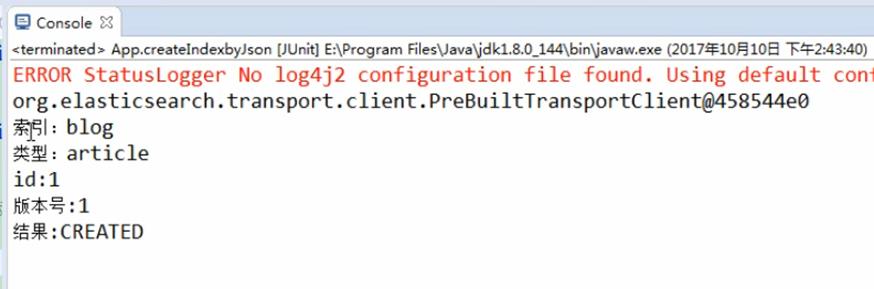 Console
<terminated> App.createIndexbyJson [JUnit] E:\Program Files\Java\jdk1.8.0_144\bin\javaw.exe (2017年10月10日 下午2:43:40)
ERROR StatusLogger No log4j2 configuration file found. Using default conf
org.elasticsearch.transport.client.PreBuiltTransportClient@458544e0
索引：blog
类型：article
id:1
版本号:1
结果:CREATED